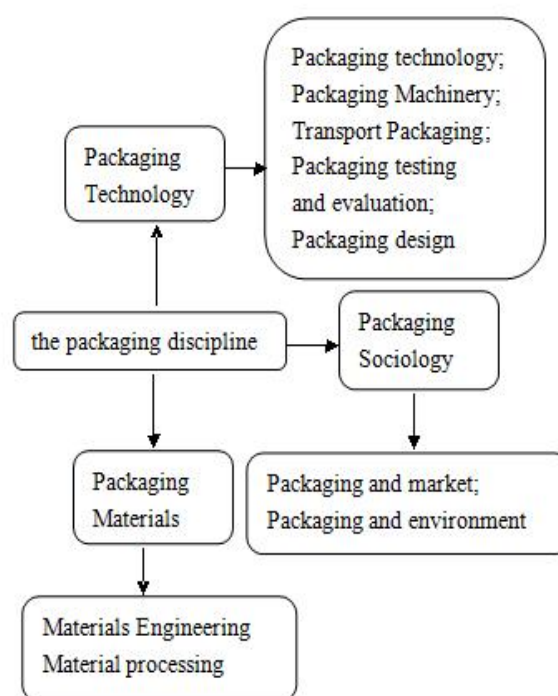 Packaging technology;
Packaging Machinery;
Transport Packaging;
Packaging testing
and evaluation;
Packaging design
Packaging
Technology
the packaging discipline
Packaging
Sociology
Packaging
Materials
Packaging and market;
Packaging and environment
Materials Engineering
Material processing